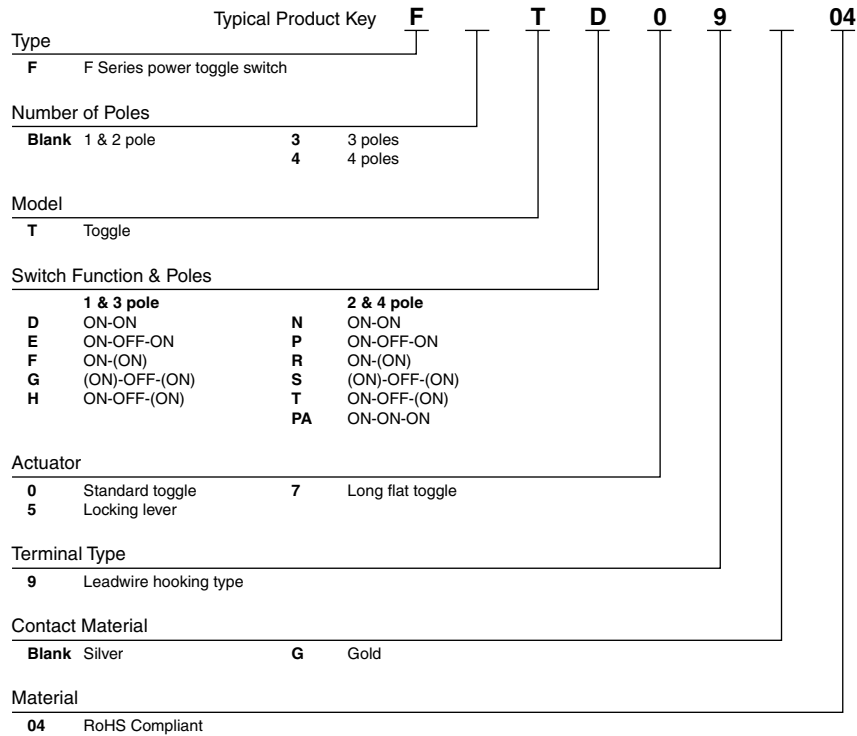 Typical Product Key F T D 0 9 04
Type
F F Series power toggle switch
Number of Poles
Blank 1 & 2 pole 3 3 poles
4 4 poles
Model
T Toggle
Switch Function & Poles
1 & 3 pole 2 & 4 pole
D ON-ON N ON-ON
E ON-OFF-ON P ON-OFF-ON
F ON-(ON) R ON-(ON)
G (ON)-OFF-(ON) S (ON)-OFF-(ON)
H ON-OFF-(ON) T ON-OFF-(ON)
PA ON-ON-ON
Actuator
0 Standard toggle 7 Long flat toggle
5 Locking lever
Terminal Type
9 Leadwire hooking type
Contact Material
Blank Silver G Gold
Material
04 RoHS Compliant